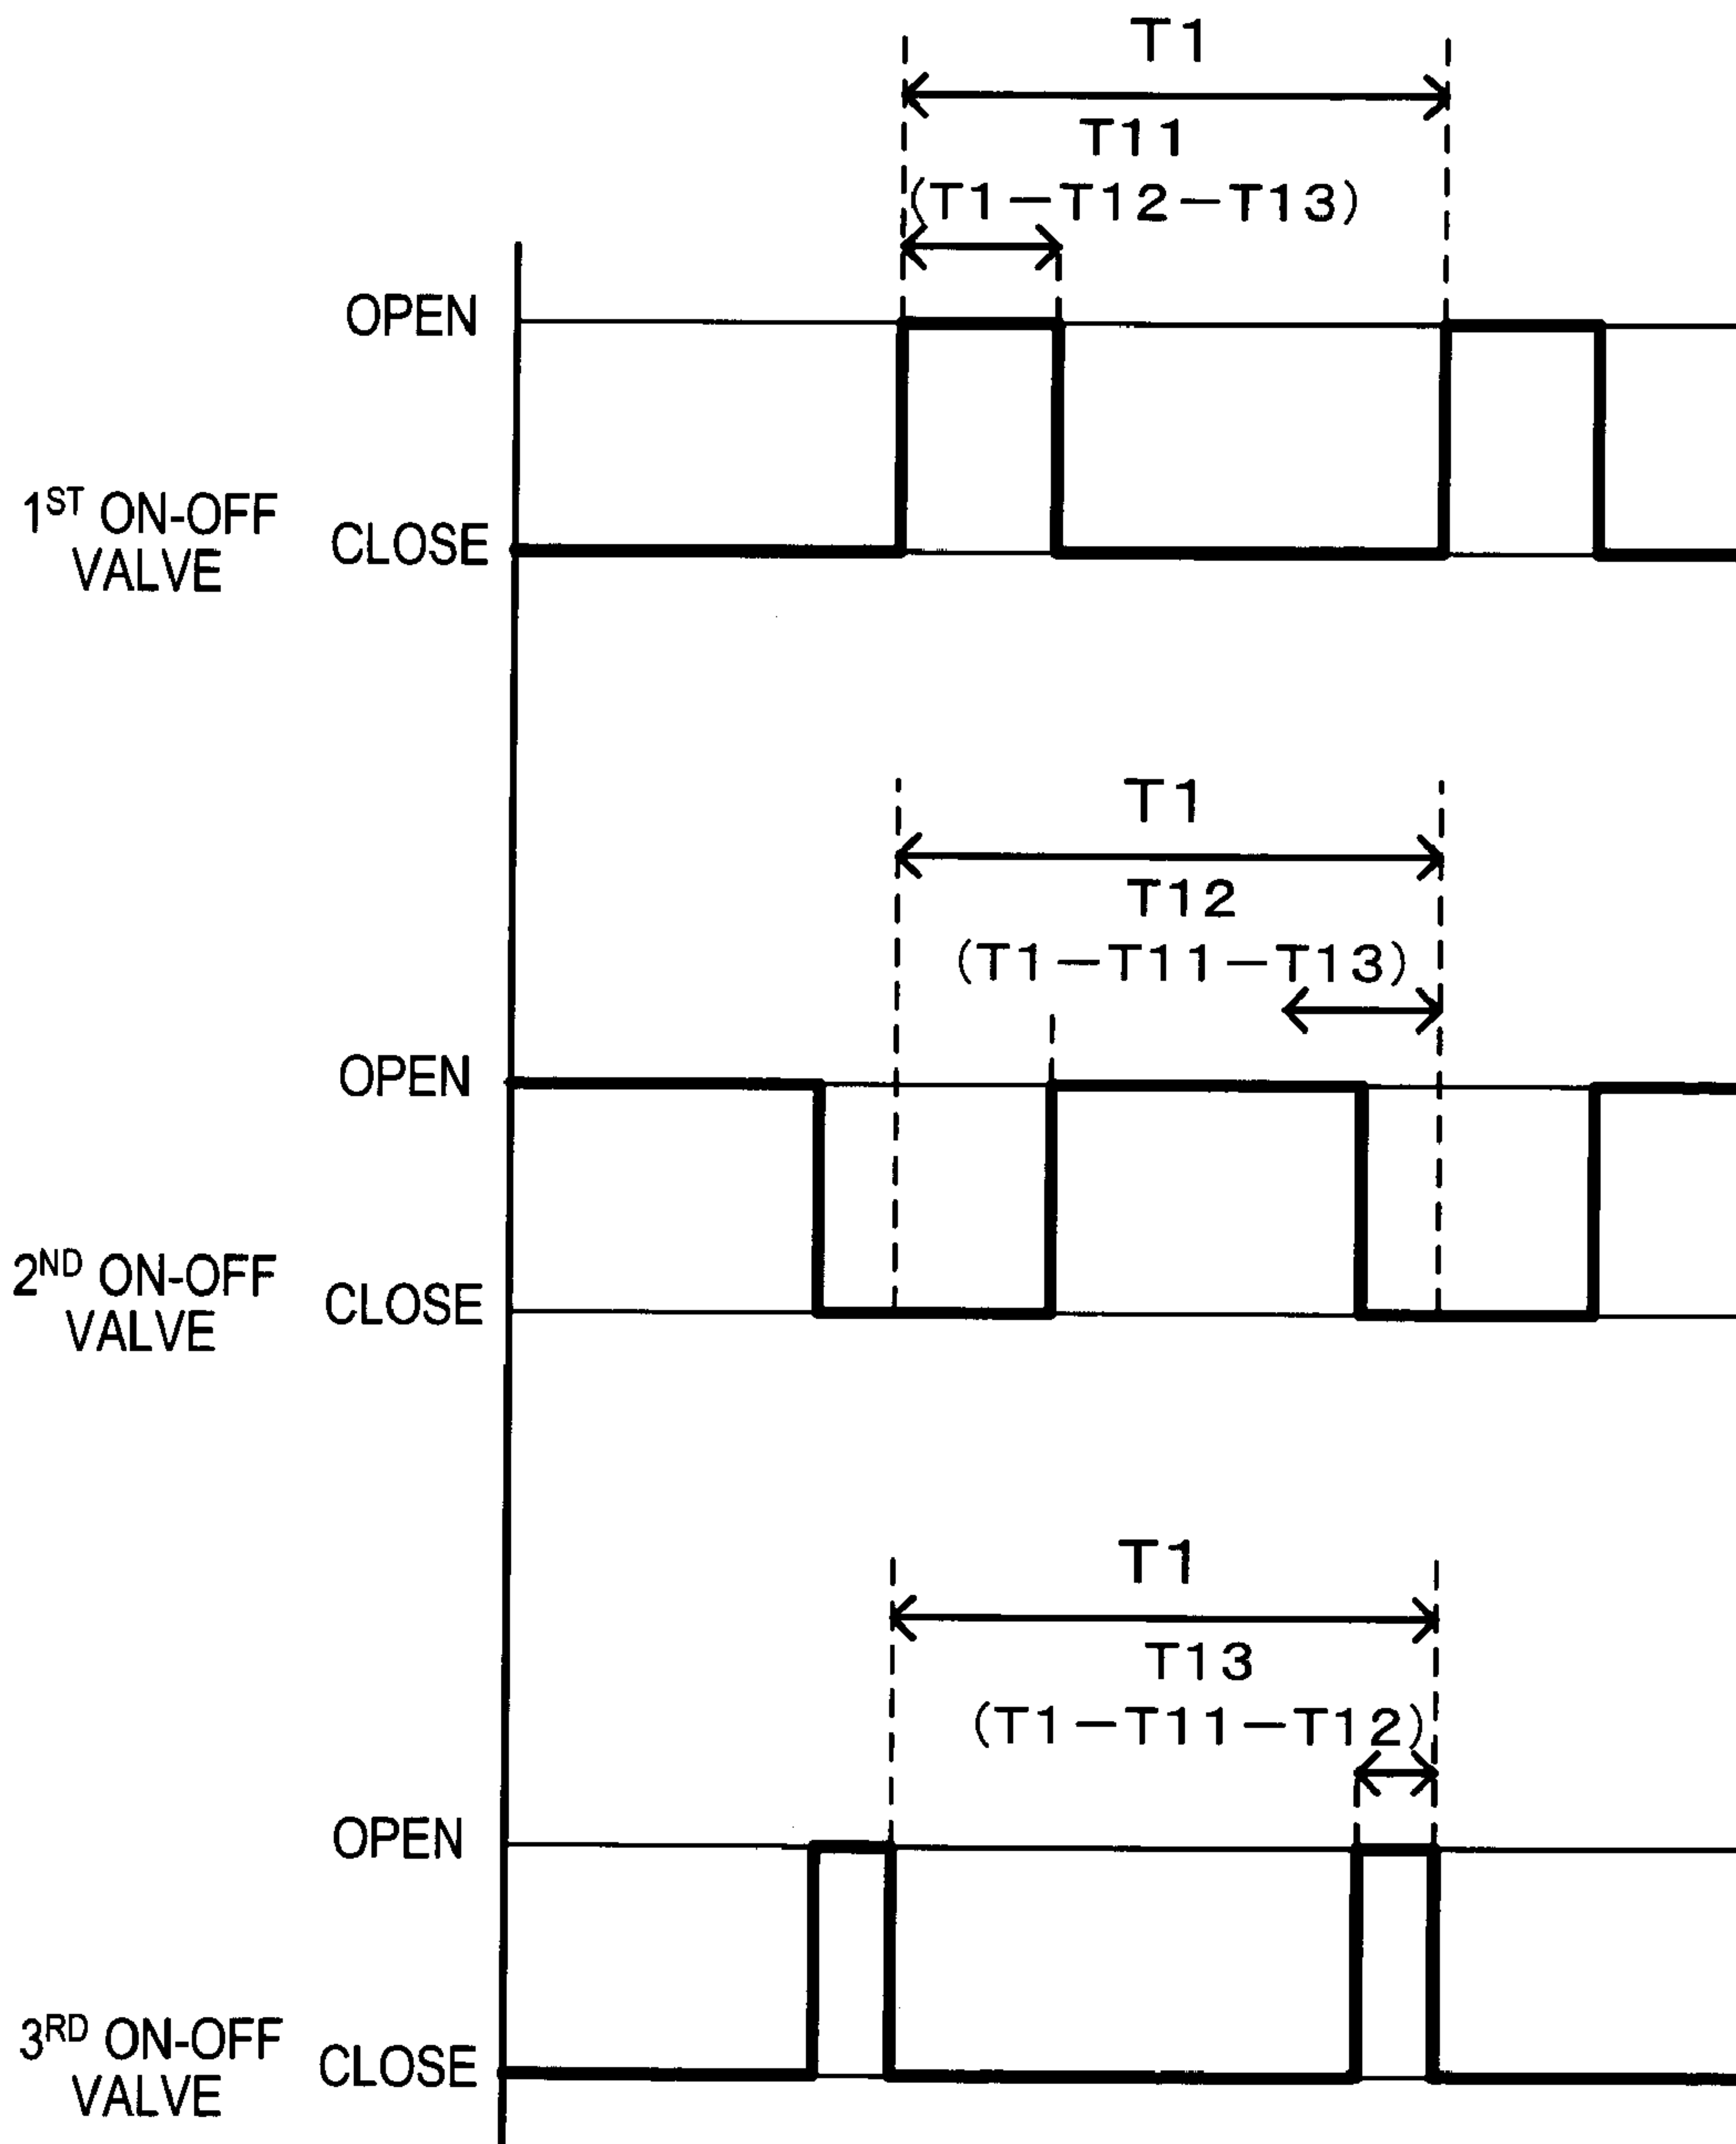 T1
T11
(T1-T12-T13)
OPEN
1ST ON-OFF
VALVE
CLOSE
T1
T12
(T1-T11-T13)
OPEN
2ND ON-OFF
VALVE
CLOSE
T1
T13
(T1-T11-T12)
OPEN
3RD ON-OFF
VALVE
CLOSE